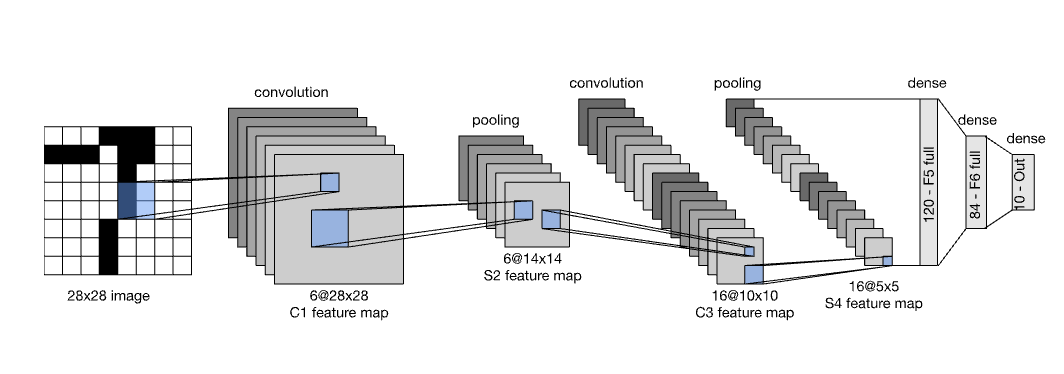 convolution
pooling
convolution
pooling
dense
dense
dense
28x28 image
6@28x28
C1 feature map
6@14x14
S2 feature map
16@10x10
C3 feature map
16@5x5
S4 feature map
120 - F5 full
84 - F6 full
10 - Out